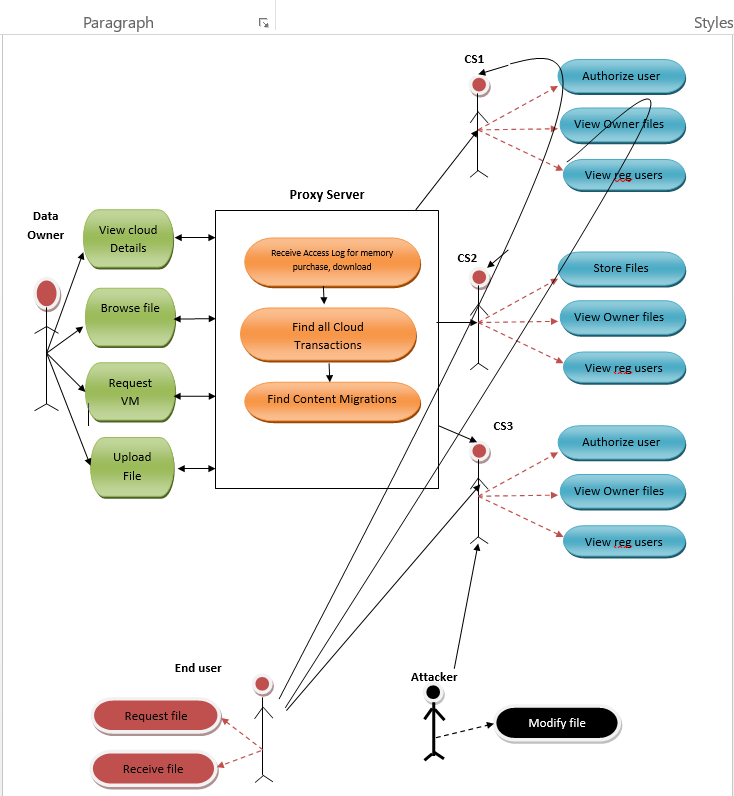 Paragraph
Styles
CS1
Authorize user
View Owner files
View reg users
Proxy Server
Data
Owner
View cloud
Details
Browse file
Request
VM
Upload
File
Receive Access Log for memory
purchase, download
Find all Cloud
Transactions
Find Content Migrations
CS2
Store Files
View Owner files
View reg users
CS3
Authorize user
View Owner files
View reg users
End user
Request file
Receive file
Attacker
Modify file